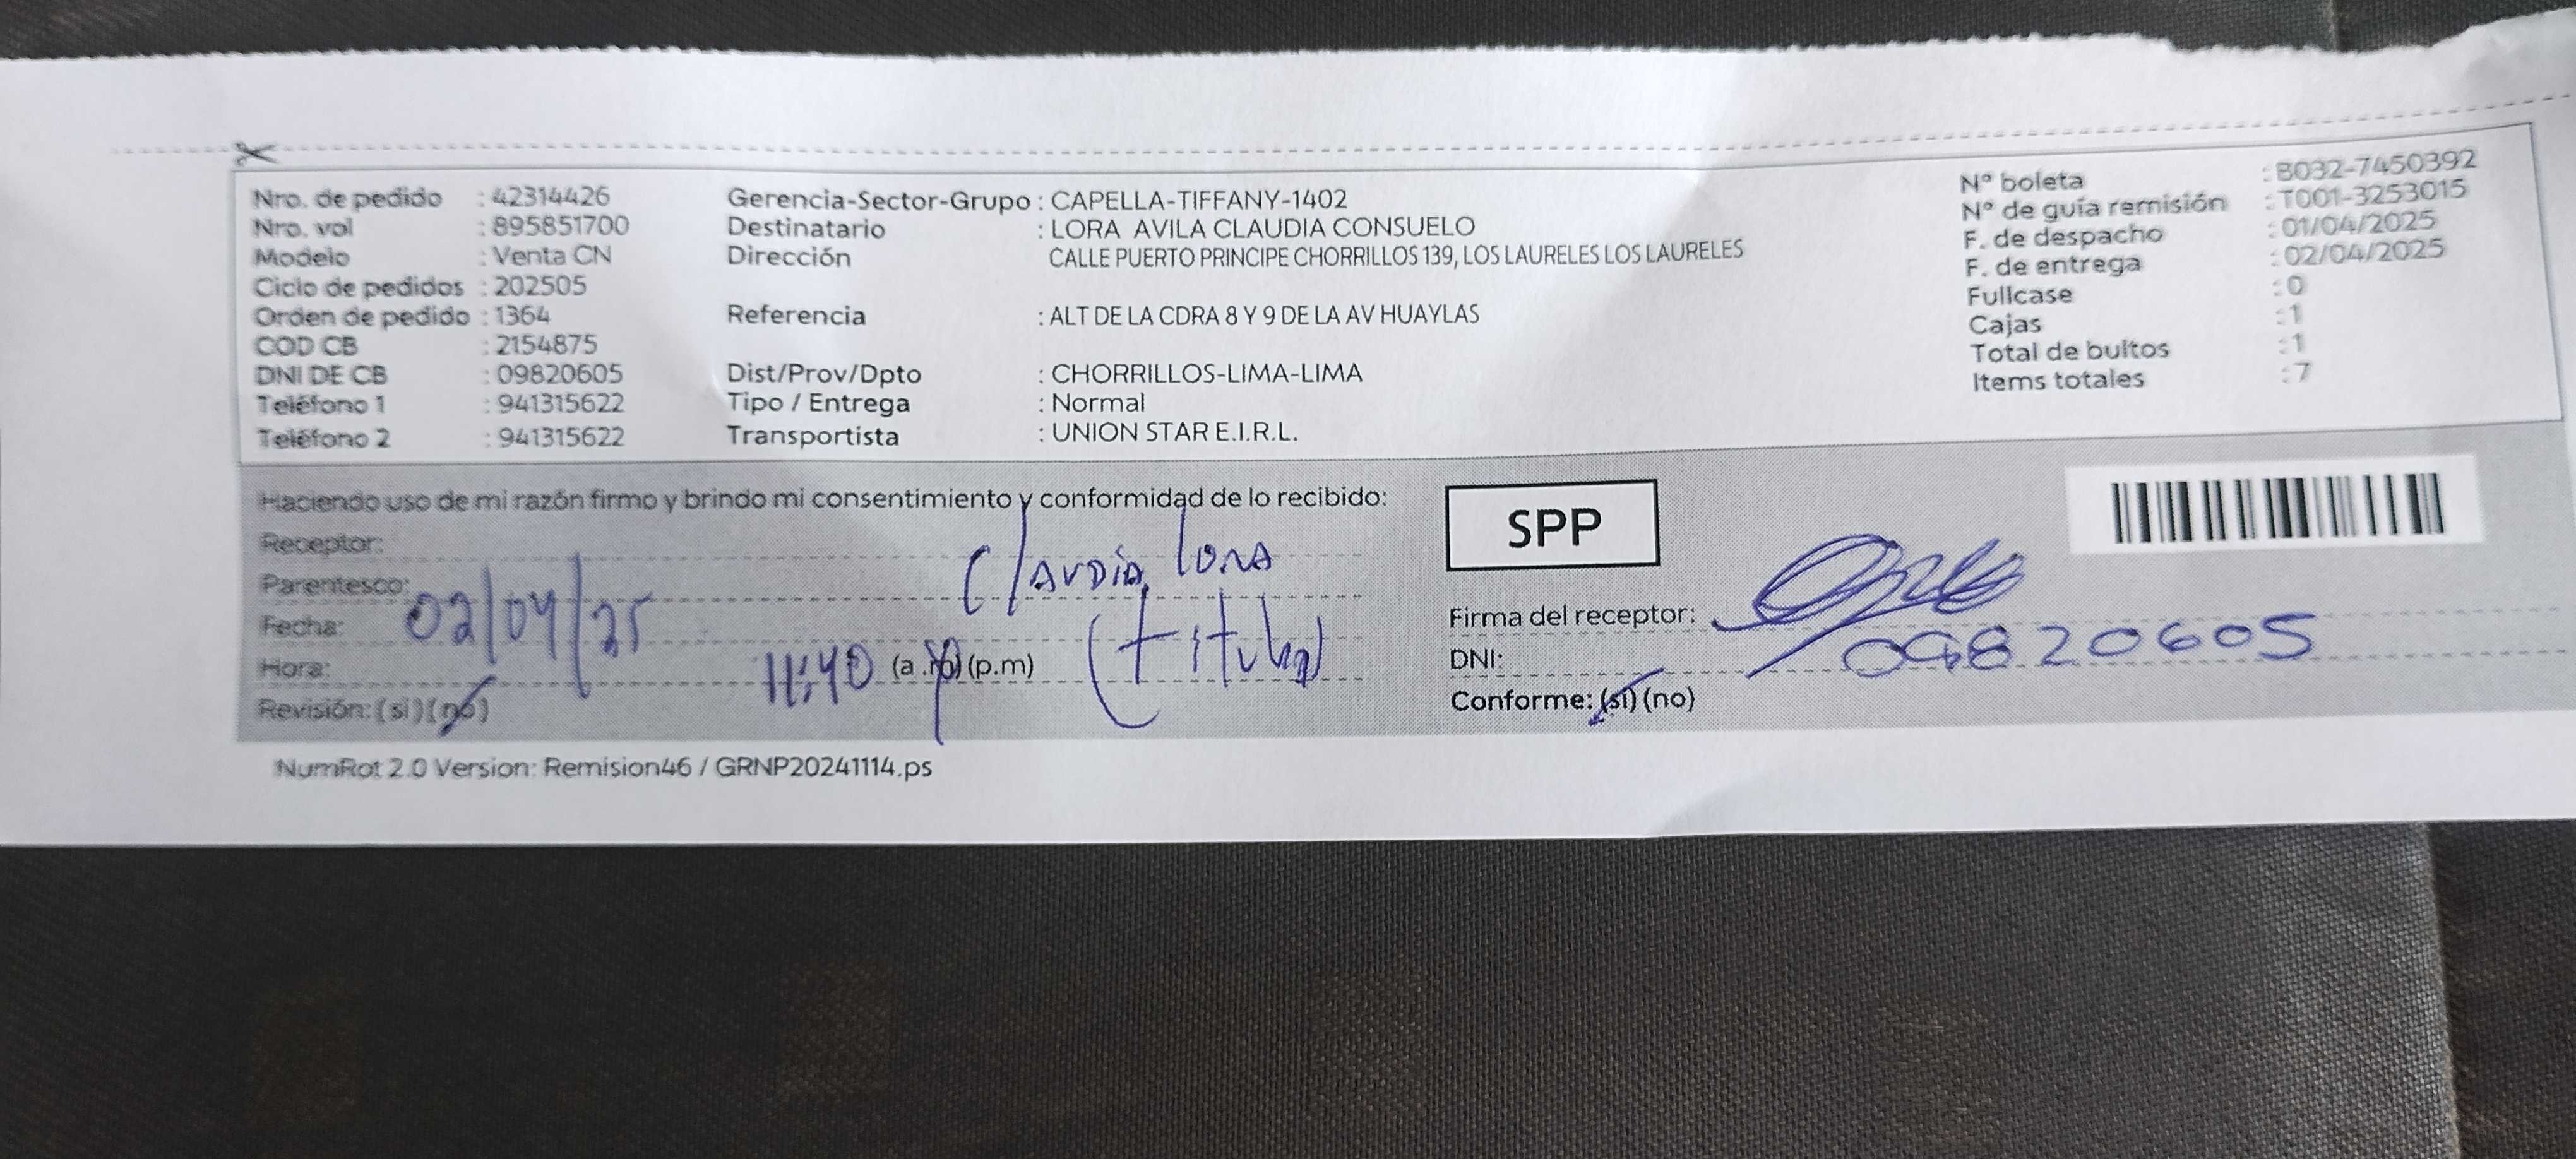 Nro. de pedido : 42314426
Nro. vol : 895851700
Modelo : Venta CN
Ciclo de pedidos : 202505
Orden de pedido : 1364
COD CB : 2154875
DNI DE CB : 09820605
Teléfono 1 : 941315622
Teléfono 2 : 941315622
Gerencia-Sector-Grupo : CAPELLA-TIFFANY-1402
Destinatario : LORA AVILA CLAUDIA CONSUELO
Dirección CALLE PUERTO PRINCIPE CHORRILLOS 139, LOS LAURELES LOS LAURELES
Referencia : ALT DE LA CDRA 8 Y 9 DE LA AV HUAYLAS
Dist/Prov/Dpto : CHORRILLOS-LIMA-LIMA
Tipo / Entrega : Normal
Transportista : UNION STAR E.I.R.L.
N° boleta : B032-7450392
N° de guía remisión : T001-3253015
F. de despacho : 01/04/2025
F. de entrega : 02/04/2025
Fullcase : 0
Cajas : 1
Total de bultos : 1
Items totales : 7
Haciendo uso de mi razón firmo y brindo mi consentimiento y conformidad de lo recibido:
Receptor: Claudia Lora
Parentesco: (titular)
Fecha: 02/04/25
Hora: 11:40 (a .m) (p.m)
Revisión: (si) (no)
SPP
Firma del receptor:
DNI: 09820605
Conforme: (si) (no)
NumRot 2.0 Version: Remision46 / GRNP20241114.ps